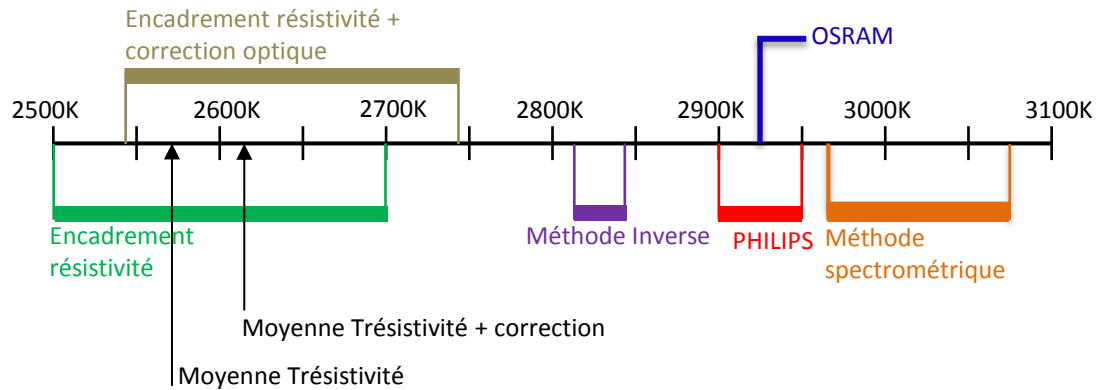 Encadrement résistivité +
correction optique
OSRAM
2500K
2600K
2700K
2800K
2900K
3000K
3100K
Encadrement
résistivité
Méthode Inverse
PHILIPS
Méthode
spectrométrique
Moyenne Trésistivité + correction
Moyenne Trésistivité